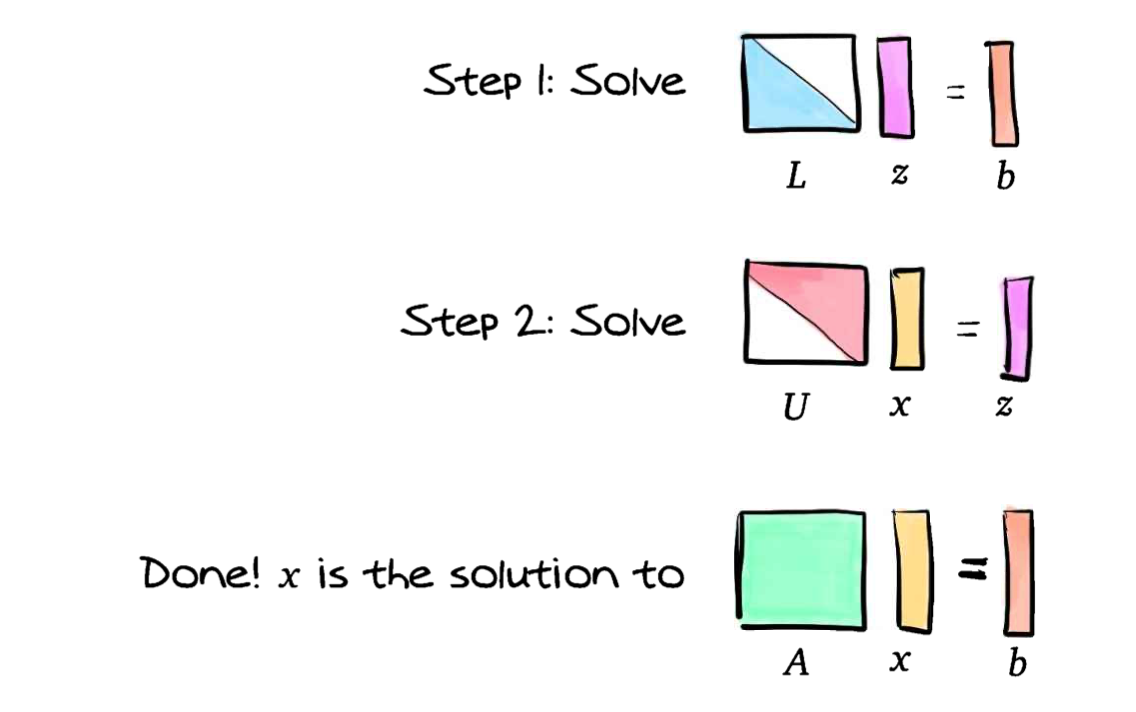 Step 1: Solve =
L z b
Step 2: Solve =
U x z
Done! x is the solution to =
A x b